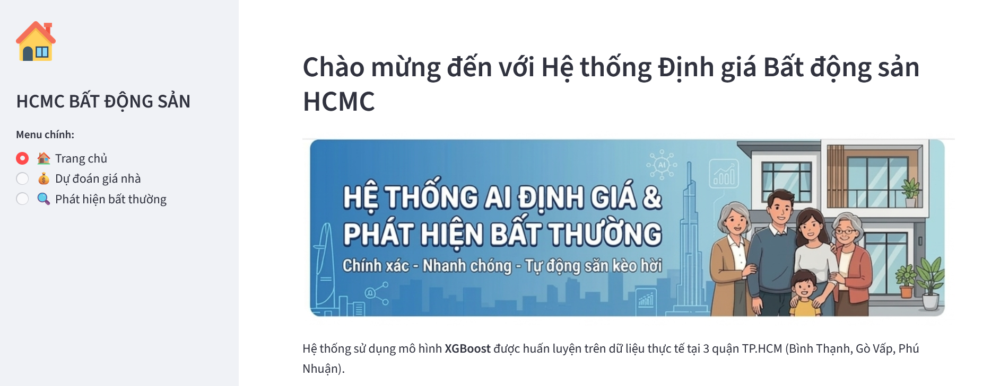 HCMC BẤT ĐỘNG SẢN
Menu chính:
Trang chủ
Dự đoán giá nhà
Phát hiện bất thường
Chào mừng đến với Hệ thống Định giá Bất động sản
HCMC
AI
HỆ THỐNG AI ĐỊNH GIÁ &
PHÁT HIỆN BẤT THƯỜNG
Chính xác - Nhanh chóng - Tự động săn kèo hời
Hệ thống sử dụng mô hình XGBoost được huấn luyện trên dữ liệu thực tế tại 3 quận TP.HCM (Bình Thạnh, Gò Vấp, Phú
Nhuận).